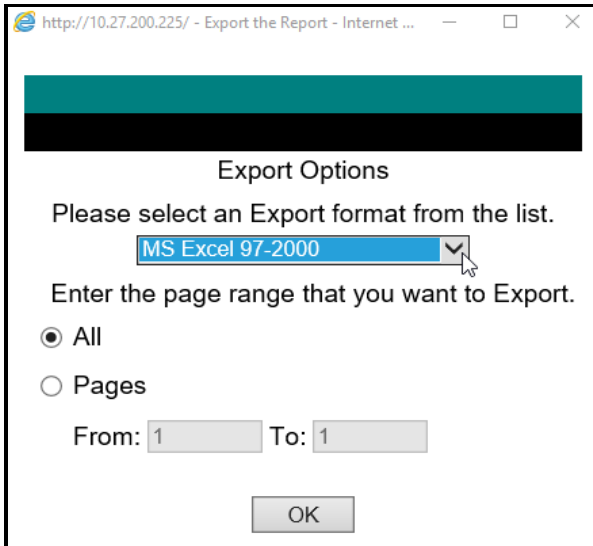 http://10.27.200.225/ - Export the Report - Internet ...
Export Options
Please select an Export format from the list.
MS Excel 97-2000
Enter the page range that you want to Export.
All
Pages
From: 1 To: 1
OK